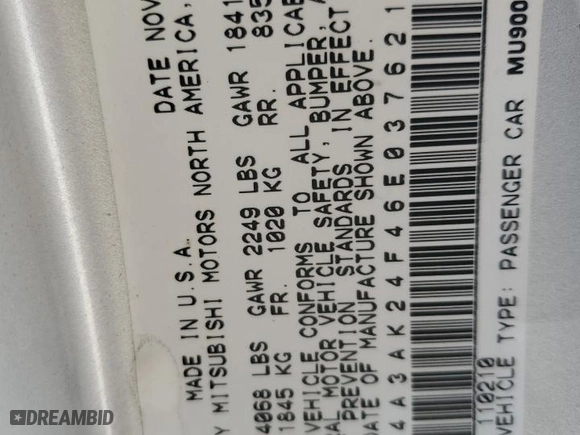 MADE IN U.S.A. DATE NOV
Y MITSUBISHI MOTORS NORTH AMERICA,
4068 LBS GAWR 2249 LBS GAWR 1841
1845 KG FR. 1020 KG RR. 835
VEHICLE CONFORMS TO ALL APPLICABL
AL MOTOR VEHICLE SAFETY, BUMPER,
PREVENTION STANDARDS IN EFFECT
DATE OF MANUFACTURE SHOWN ABOVE.
4A3AK24F46E037621
110210
VEHICLE TYPE: PASSENGER CAR MU900
DREAMBID